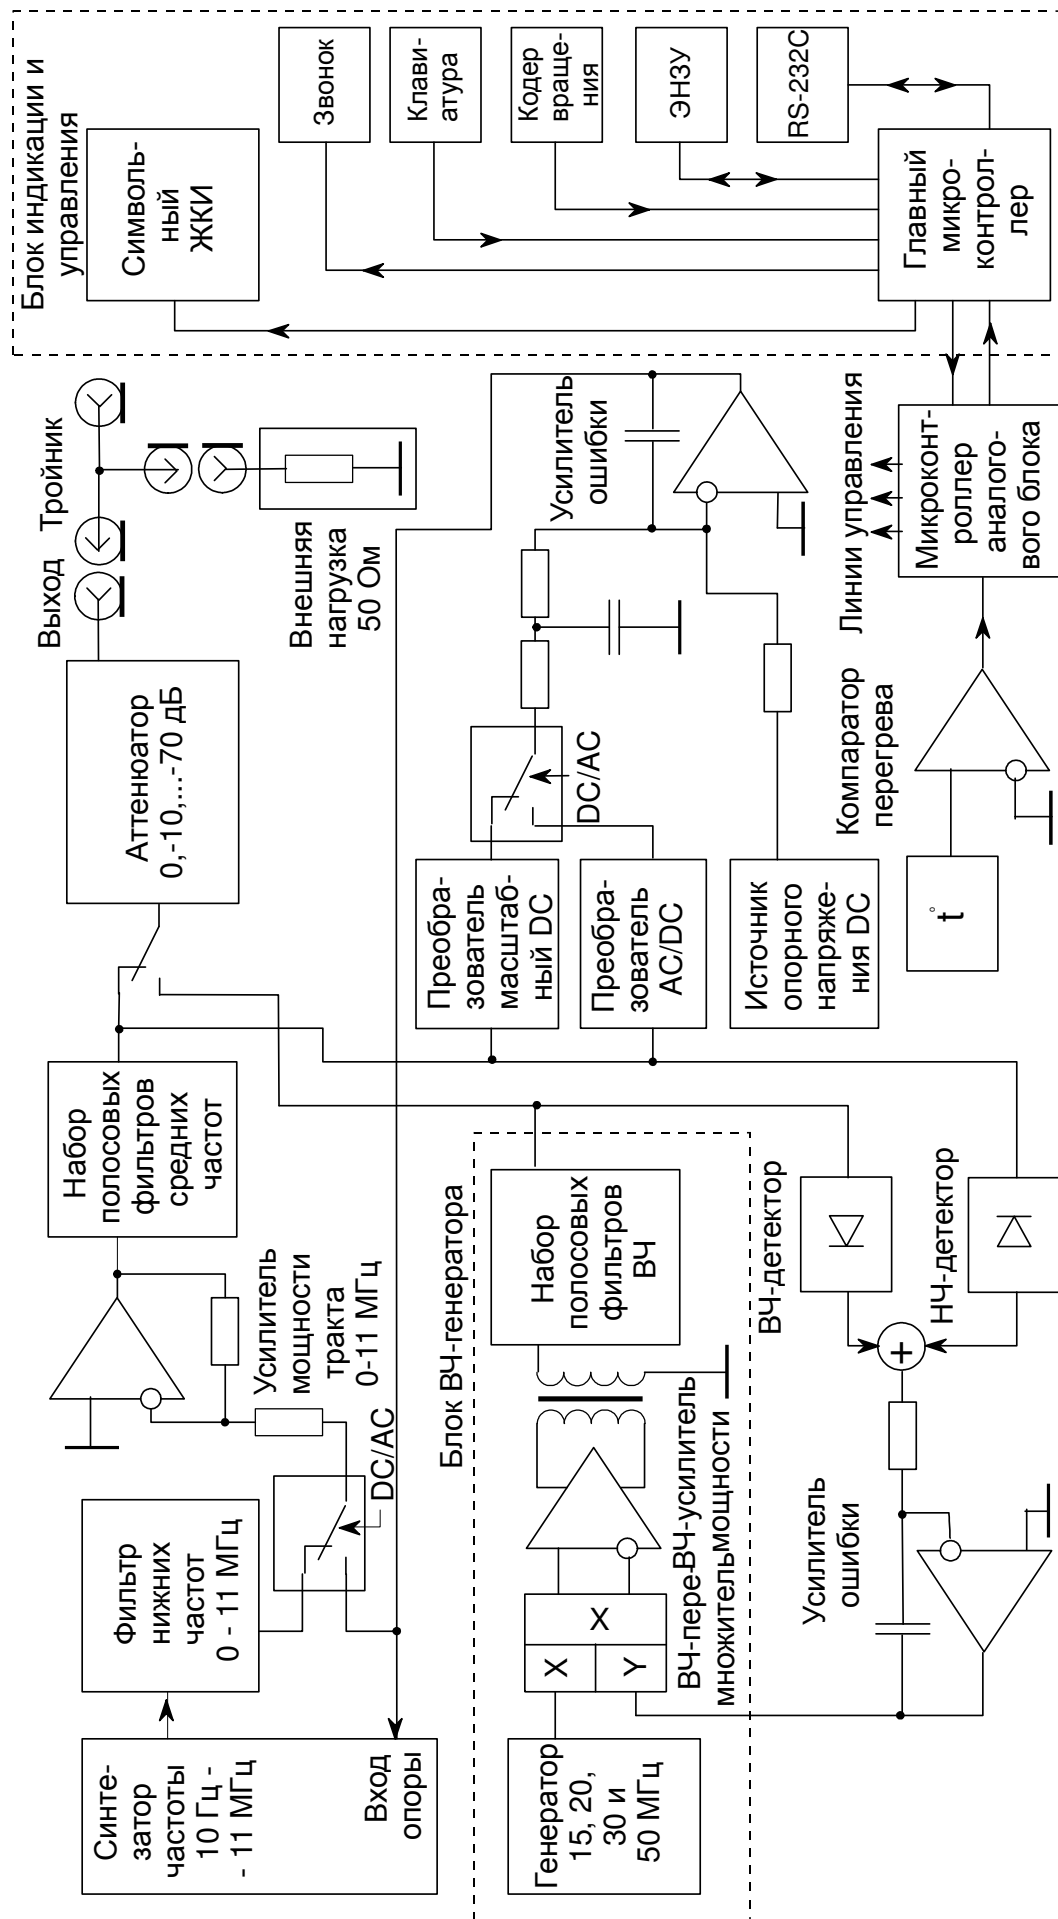 Блок индикации и
управления
Символь-
ный
ЖКИ
Звонок
Клави-
атура
Кодер
враще-
ния
ЭНЗУ
RS-232C
Главный
микро-
контрол-
лер
Тройник
Выход
Внешняя
нагрузка
50 Ом
Усилитель
ошибки
Линии управления
Микроконт-
роллер
аналого-
вого блока
Аттенюатор
0,-10,...-70 дБ
DC/AC
Компаратор
перегрева
Преобра-
зователь
масштаб-
ный DC
Преобра-
зователь
AC/DC
Источник
опорного
напряже-
ния DC
t°
Набор
полосовых
фильтров
средних
частот
Усилитель
мощности
тракта
0-11 МГц
Блок ВЧ-генератора
Набор
полосовых
фильтров
ВЧ
ВЧ-детектор
НЧ-детектор
+
Фильтр
нижних
частот
0 - 11 МГц
DC/AC
ВЧ-усилитель
мощности
ВЧ-пере-
множитель
X
Y
X
Усилитель
ошибки
Синте-
затор
частоты
10 Гц -
- 11 МГц
Вход
опоры
Генератор
15, 20,
30 и
50 МГц